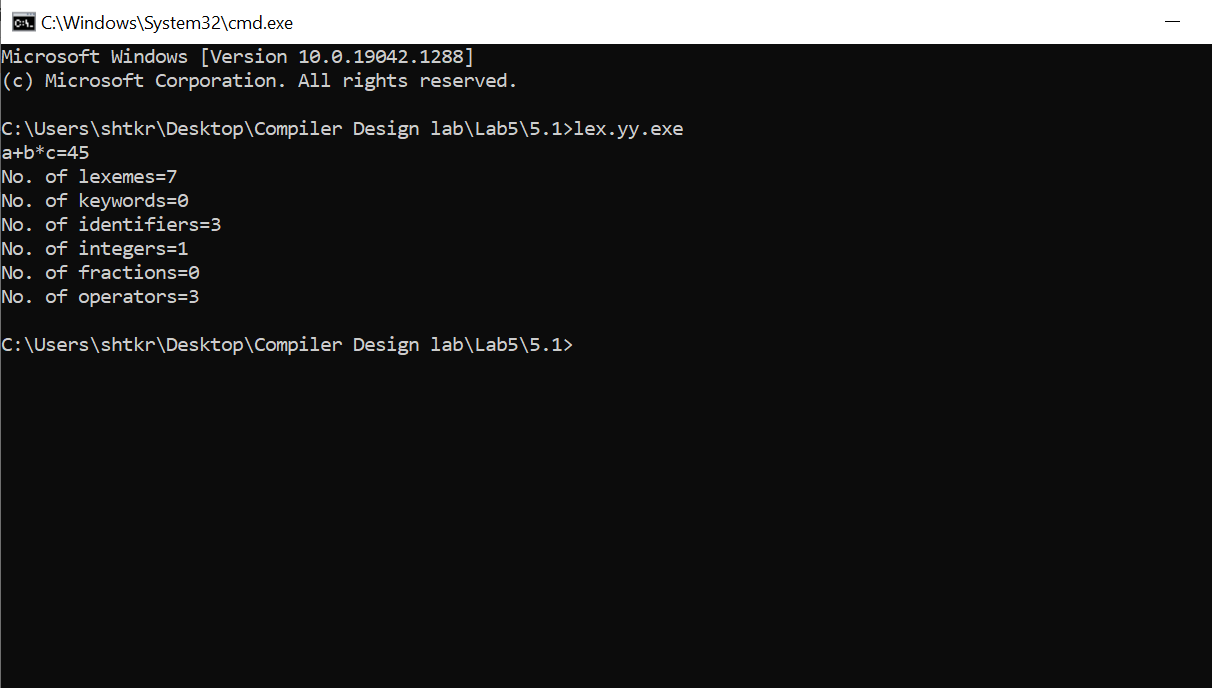 C:\Windows\System32\cmd.exe
Microsoft Windows [Version 10.0.19042.1288]
(c) Microsoft Corporation. All rights reserved.
C:\Users\shtkr\Desktop\Compiler Design lab\Lab5\5.1>lex.yy.exe
a+b*c=45
No. of lexemes=7
No. of keywords=0
No. of identifiers=3
No. of integers=1
No. of fractions=0
No. of operators=3
C:\Users\shtkr\Desktop\Compiler Design lab\Lab5\5.1>